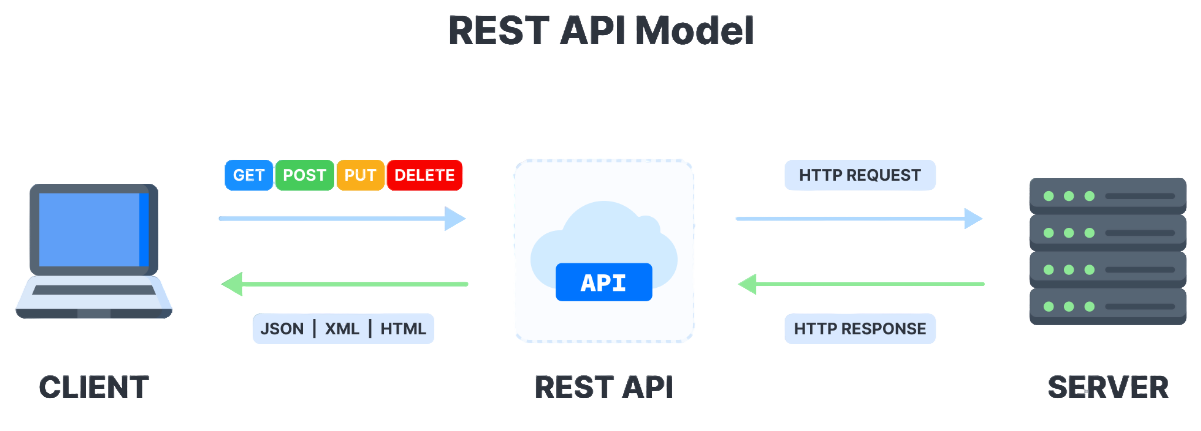 REST API Model
GET POST PUT DELETE
HTTP REQUEST
API
JSON | XML | HTML
HTTP RESPONSE
CLIENT
REST API
SERVER